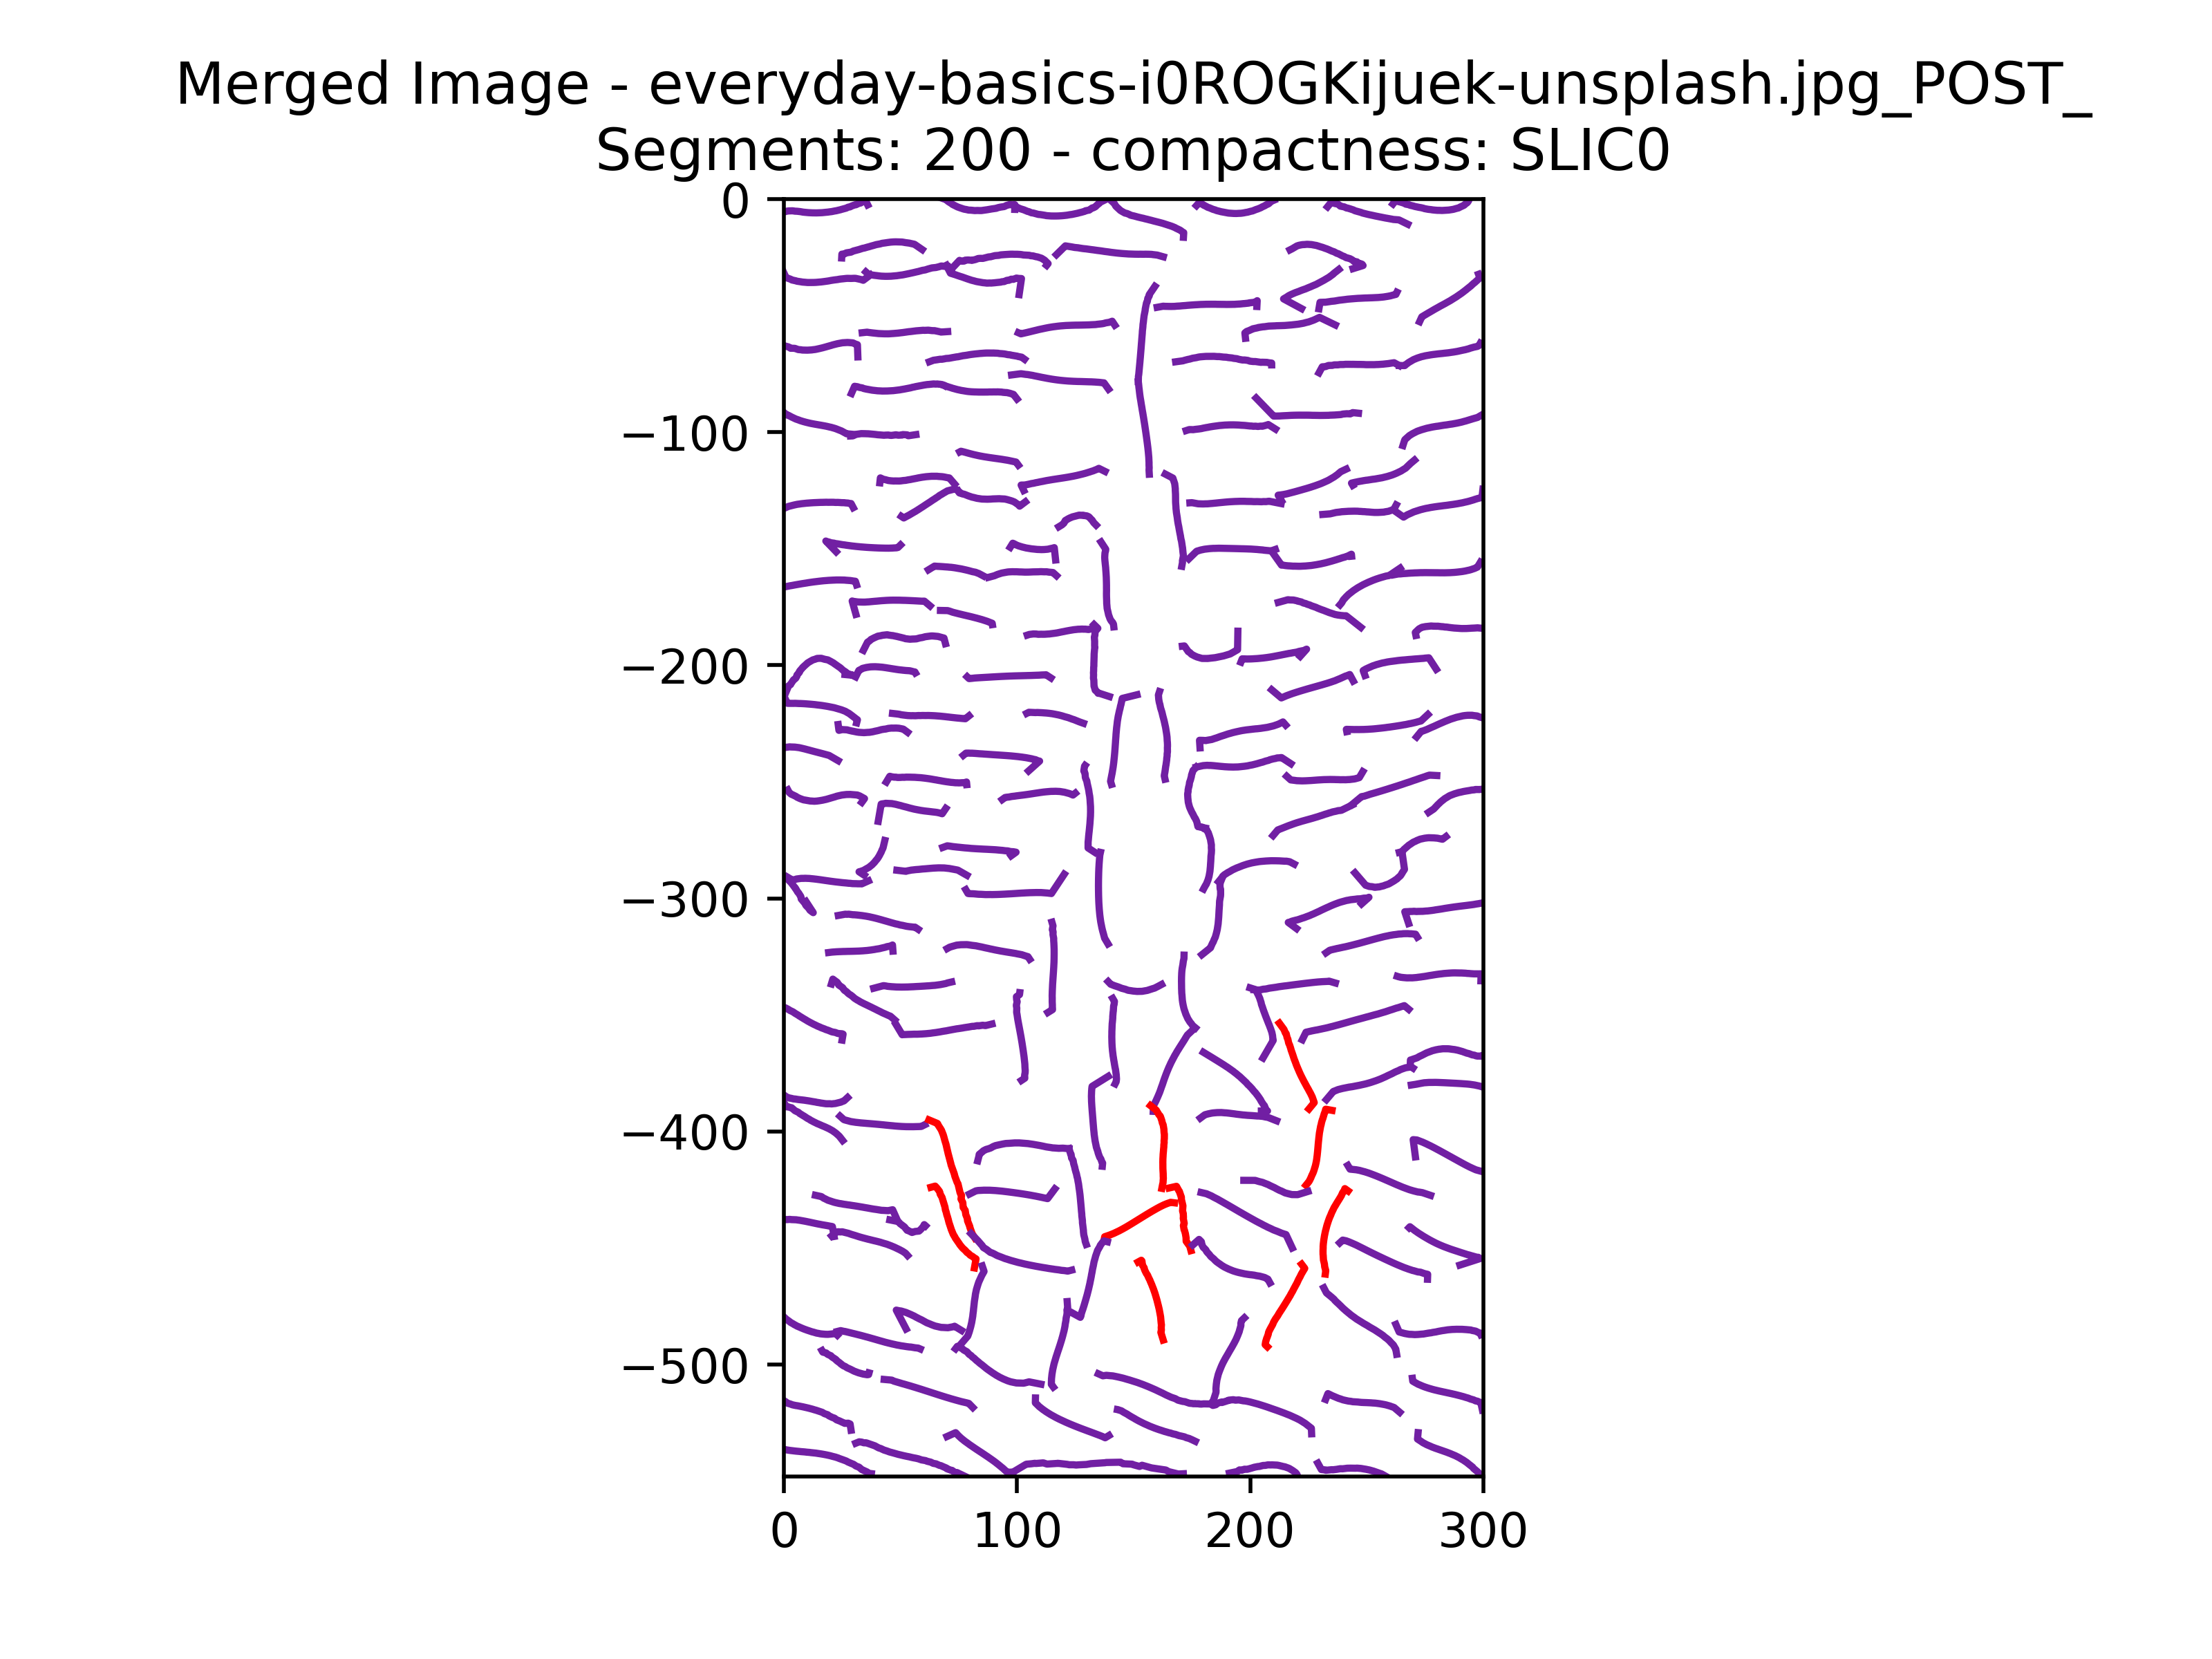 Merged Image - everyday-basics-i0ROGKijuek-unsplash.jpg_POST_
Segments: 200 - compactness: SLIC0
0
−100
−200
−300
−400
−500
0 100 200 300